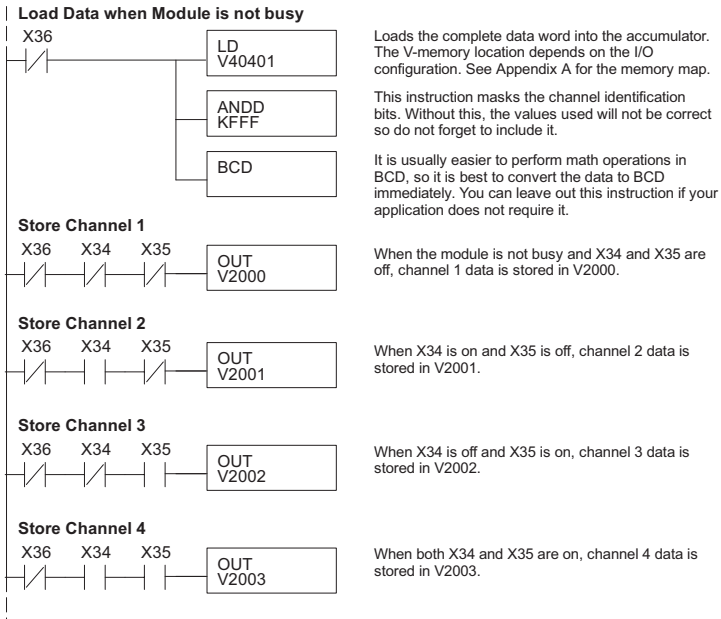 Load Data when Module is not busy
X36
LD
V40401
Loads the complete data word into the accumulator.
The V-memory location depends on the I/O
configuration. See Appendix A for the memory map.
ANDD
KFFF
This instruction masks the channel identification
bits. Without this, the values used will not be correct
so do not forget to include it.
BCD
It is usually easier to perform math operations in
BCD, so it is best to convert the data to BCD
immediately. You can leave out this instruction if your
application does not require it.
Store Channel 1
X36 X34 X35
OUT
V2000
When the module is not busy and X34 and X35 are
off, channel 1 data is stored in V2000.
Store Channel 2
X36 X34 X35
OUT
V2001
When X34 is on and X35 is off, channel 2 data is
stored in V2001.
Store Channel 3
X36 X34 X35
OUT
V2002
When X34 is off and X35 is on, channel 3 data is
stored in V2002.
Store Channel 4
X36 X34 X35
OUT
V2003
When both X34 and X35 are on, channel 4 data is
stored in V2003.